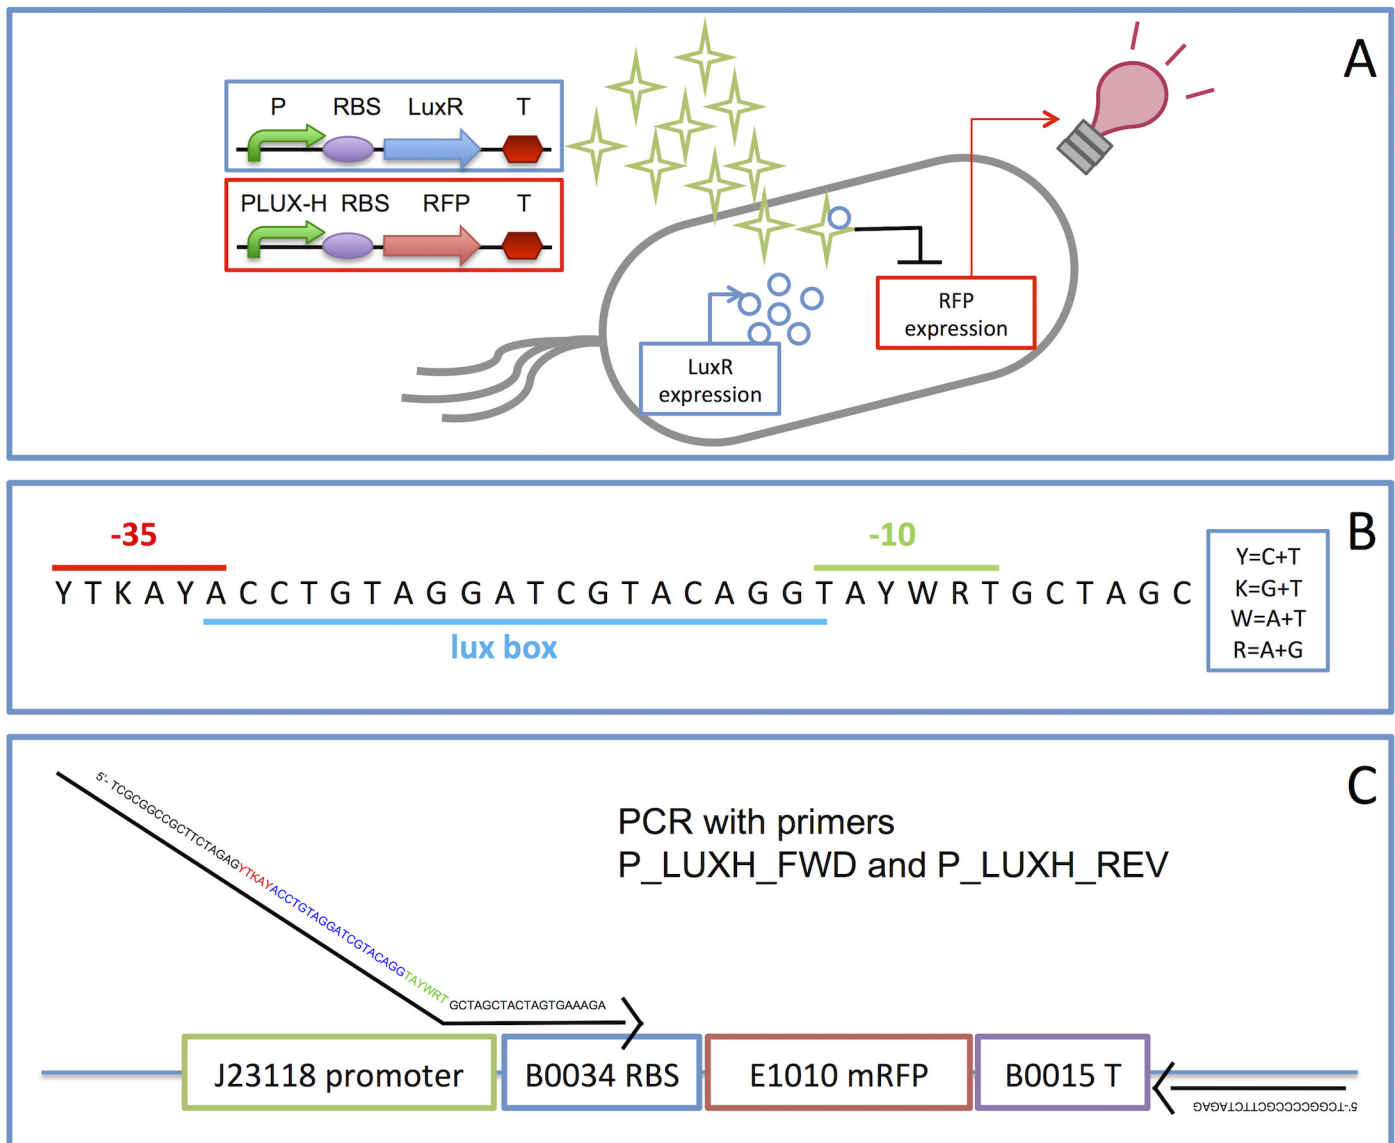 A
P RBS LuxR T
PLUX-H RBS RFP T
RFP
expression
LuxR
expression
B
-35 -10
Y T K A Y A C C T G T A G G A T C G T A C A G G T A Y W R T G C T A G C
lux box
Y=C+T
K=G+T
W=A+T
R=A+G
C
5'- TCGCGGCCGCTTCTAGAGYTKAYACCTGTAGGATCGTACAGGTAYWRTGCTAGCTACTAGTGAAAGA
PCR with primers
P_LUXH_FWD and P_LUXH_REV
J23118 promoter B0034 RBS E1010 mRFP B0015 T
5'-TCGGCCCCGCTTCTAGAG